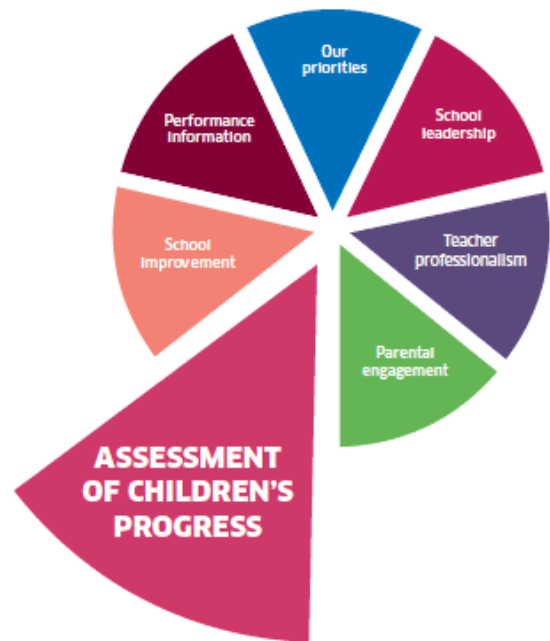 Our
priorities
School
leadership
Teacher
professionalism
Parental
engagement
ASSESSMENT
OF CHILDREN'S
PROGRESS
School
improvement
Performance
information